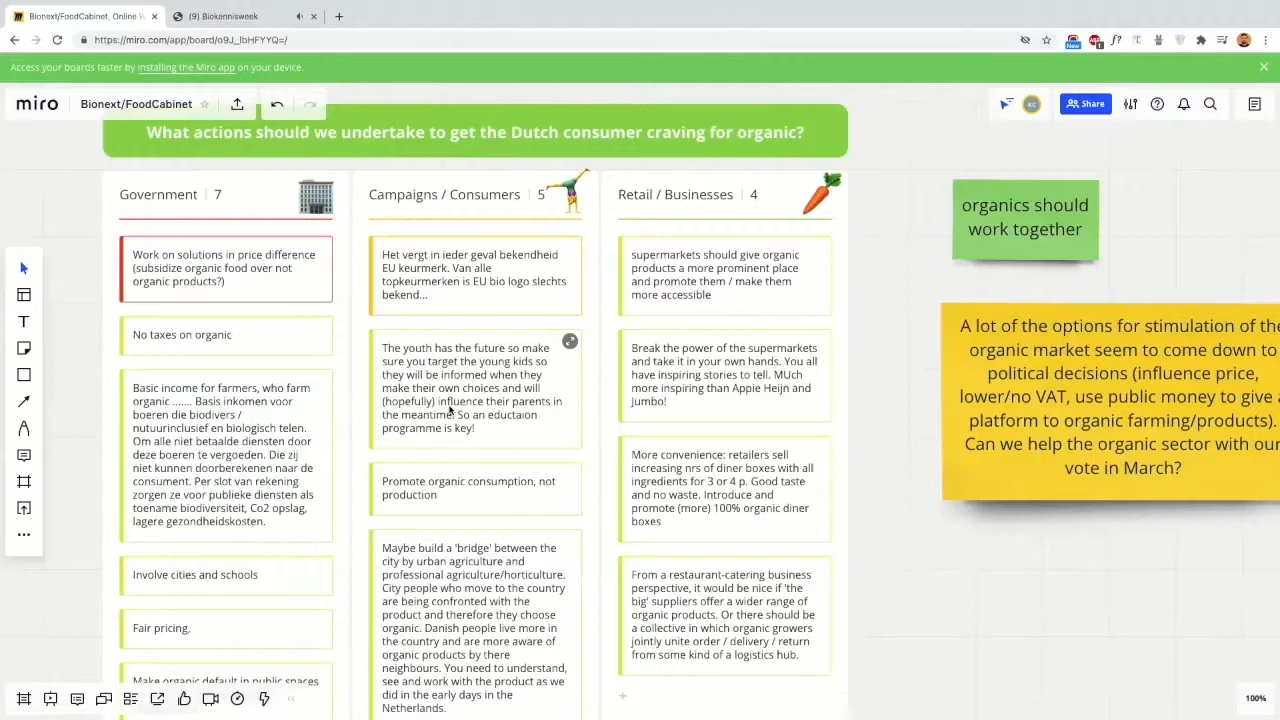 Bionext/FoodCabinet, Online W
(9) Biokennisweek
https://miro.com/app/board/o9J_lbHFYYQ=/
New
Access your boards faster by installing the Miro app on your device.
miro
Bionext/FoodCabinet
KC
Share
What actions should we undertake to get the Dutch consumer craving for organic?
Government | 7
Work on solutions in price difference
(subsidize organic food over not
organic products?)
No taxes on organic
Basic income for farmers, who farm
organic ....... Basis inkomen voor
boeren die biodivers /
nutuurinclusief en biologisch telen.
Om alle niet betaalde diensten door
deze boeren te vergoeden. Die zij
niet kunnen doorberekenen naar de
consument. Per slot van rekening
zorgen ze voor publieke diensten als
toename biodiversiteit, Co2 opslag,
lagere gezondheidskosten.
Involve cities and schools
Fair pricing,
Make organic default in public spaces
Campaigns / Consumers | 5
Het vergt in ieder geval bekendheid
EU keurmerk. Van alle
topkeurmerken is EU bio logo slechts
bekend...
The youth has the future so make
sure you target the young kids so
they will be informed when they
make their own choices and will
(hopefully) influence their parents in
the meantime! So an eductaion
programme is key!
Promote organic consumption, not
production
Maybe build a 'bridge' between the
city by urban agriculture and
professional agriculture/horticulture.
City people who move to the country
are being confronted with the
product and therefore they choose
organic. Danish people live more in
the country and are more aware of
organic products by there
neighbours. You need to understand,
see and work with the product as we
did in the early days in the
Netherlands.
Retail / Businesses | 4
supermarkets should give organic
products a more prominent place
and promote them / make them
more accessible
Break the power of the supermarkets
and take it in your own hands. You all
have inspiring stories to tell. MUch
more inspiring than Appie Heijn and
Jumbo!
More convenience: retailers sell
increasing nrs of diner boxes with all
ingredients for 3 or 4 p. Good taste
and no waste. Introduce and
promote (more) 100% organic diner
boxes
From a restaurant-catering business
perspective, it would be nice if 'the
big' suppliers offer a wider range of
organic products. Or there should be
a collective in which organic growers
jointly unite order / delivery / return
from some kind of a logistics hub.
organics should
work together
A lot of the options for stimulation of the
organic market seem to come down to
political decisions (influence price,
lower/no VAT, use public money to give a
platform to organic farming/products).
Can we help the organic sector with our
vote in March?
100%